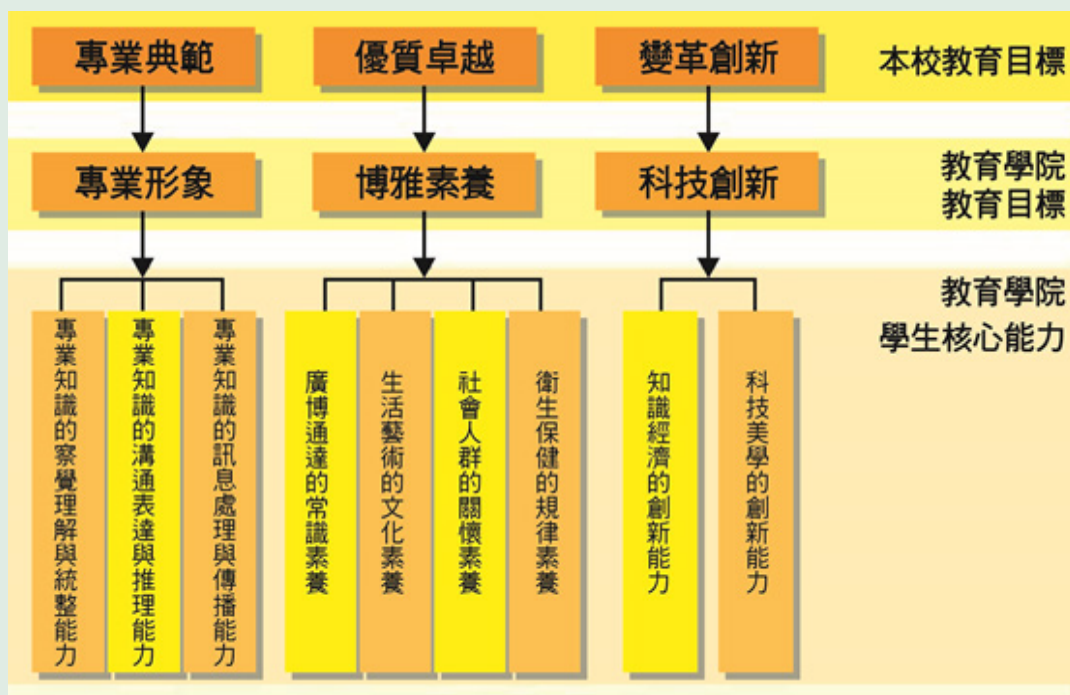 專業典範
優質卓越
變革創新
本校教育目標
專業形象
博雅素養
科技創新
教育學院
教育目標
教育學院
學生核心能力
專業知識的察覺理解與統整能力
專業知識的溝通表達與推理能力
專業知識的訊息處理與傳播能力
廣博通達的常識素養
生活藝術的文化素養
社會人群的關懷素養
衛生保健的規律素養
知識經濟的創新能力
科技美學的創新能力